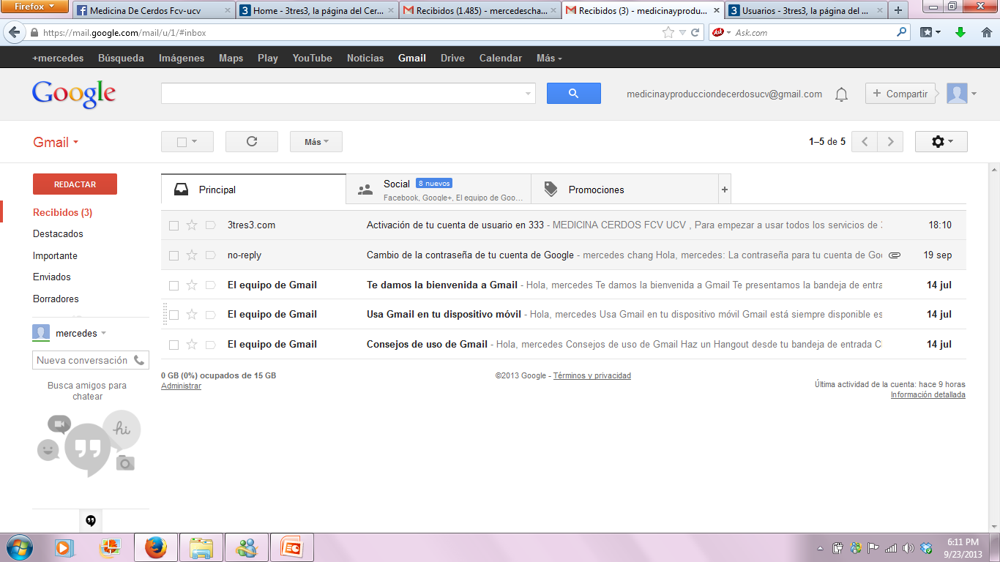 Firefox
Medicina De Cerdos Fcv-ucv
Home - 3tres3, la página del Cer...
Recibidos (1.485) - mercedescha...
Recibidos (3) - medicinayprodu...
Usuarios - 3tres3, la página del ...
https://mail.google.com/mail/u/1/#inbox
Ask
Ask.com
+mercedes Búsqueda Imágenes Maps Play YouTube Noticias Gmail Drive Calendar Más
Google
medicinayproducciondecerdosucv@gmail.com
+ Compartir
Gmail
Más
1–5 de 5
REDACTAR
Recibidos (3)
Destacados
Importante
Enviados
Borradores
mercedes
Nueva conversación
Busca amigos para
chatear
hi
Principal
Social 8 nuevos
Facebook, Google+, El equipo de Goo...
Promociones
+
3tres3.com Activación de tu cuenta de usuario en 333 - MEDICINA CERDOS FCV UCV , Para empezar a usar todos los servicios de 18:10
no-reply Cambio de la contraseña de tu cuenta de Google - mercedes chang Hola, mercedes: La contraseña para tu cuenta de Goo 19 sep
El equipo de Gmail Te damos la bienvenida a Gmail - Hola, mercedes Te damos la bienvenida a Gmail Te presentamos la bandeja de entra 14 jul
El equipo de Gmail Usa Gmail en tu dispositivo móvil - Hola, mercedes Usa Gmail en tu dispositivo móvil Gmail está siempre disponible es 14 jul
El equipo de Gmail Consejos de uso de Gmail - Hola, mercedes Consejos de uso de Gmail Haz un Hangout desde tu bandeja de entrada 14 jul
0 GB (0%) ocupados de 15 GB
Administrar
©2013 Google - Términos y privacidad
Última actividad de la cuenta: hace 9 horas
Información detallada
6:11 PM
9/23/2013